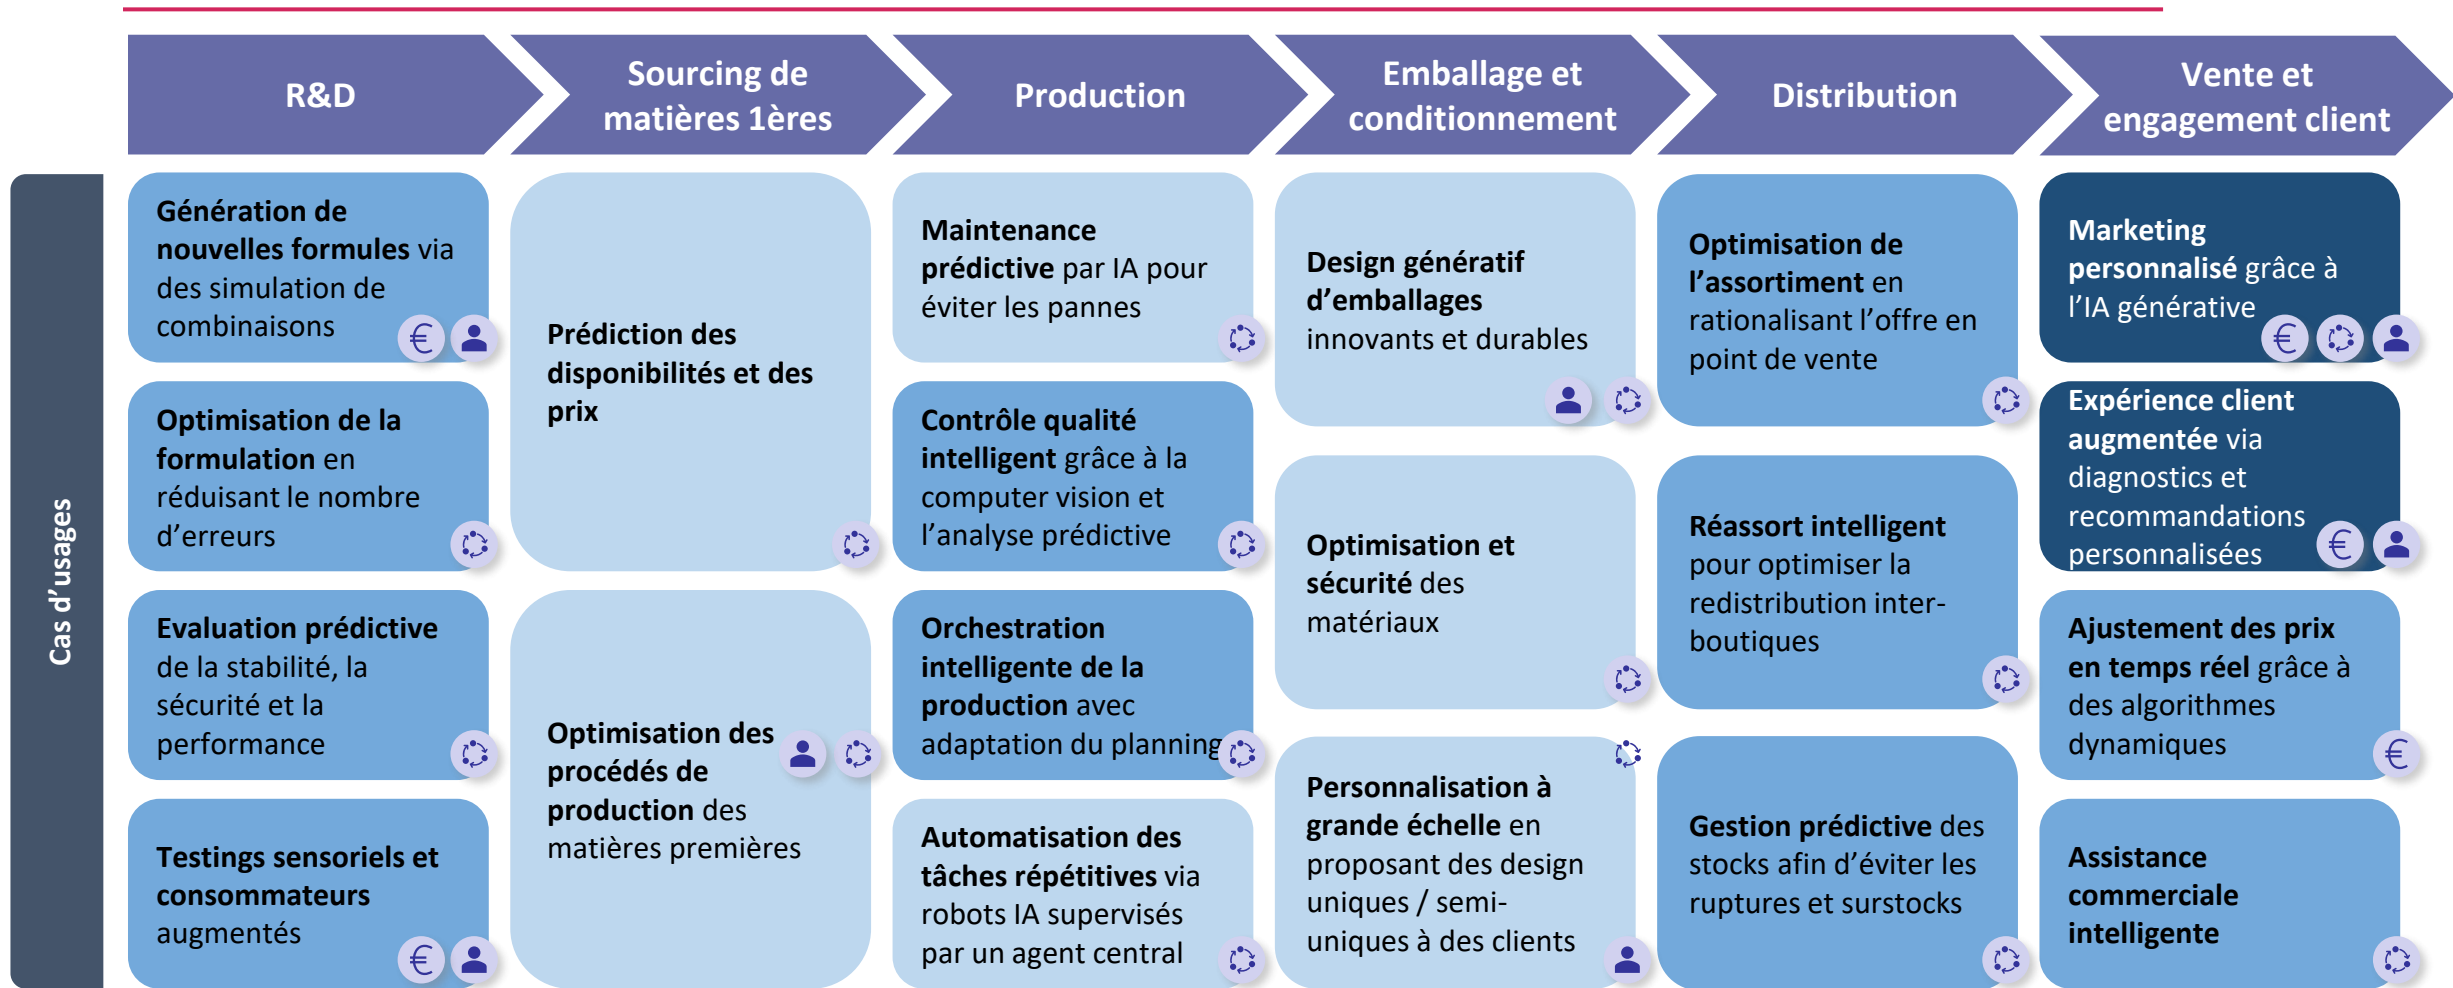 R&D
Sourcing de
matières 1ères
Production
Emballage et
conditionnement
Distribution
Vente et
engagement client
Cas d’usages
Génération de
nouvelles formules via
des simulation de
combinaisons
€
Optimisation de la
formulation en
réduisant le nombre
d’erreurs
Evaluation prédictive
de la stabilité, la
sécurité et la
performance
Testings sensoriels et
consommateurs
augmentés
€
Prédiction des
disponibilités et des
prix
Optimisation des
procédés de
production des
matières premières
Maintenance
prédictive par IA pour
éviter les pannes
Contrôle qualité
intelligent grâce à la
computer vision et
l’analyse prédictive
Orchestration
intelligente de la
production avec
adaptation du planning
Automatisation des
tâches répétitives via
robots IA supervisés
par un agent central
Design génératif
d’emballages
innovants et durables
Optimisation et
sécurité des
matériaux
Personnalisation à
grande échelle en
proposant des design
uniques / semi-
uniques à des clients
Optimisation de
l’assortiment en
rationalisant l’offre en
point de vente
Réassort intelligent
pour optimiser la
redistribution inter-
boutiques
Gestion prédictive des
stocks afin d’éviter les
ruptures et surstocks
Marketing
personnalisé grâce à
l’IA générative
€
Expérience client
augmentée via
diagnostics et
recommandations
personnalisées
€
Ajustement des prix
en temps réel grâce à
des algorithmes
dynamiques
€
Assistance
commerciale
intelligente